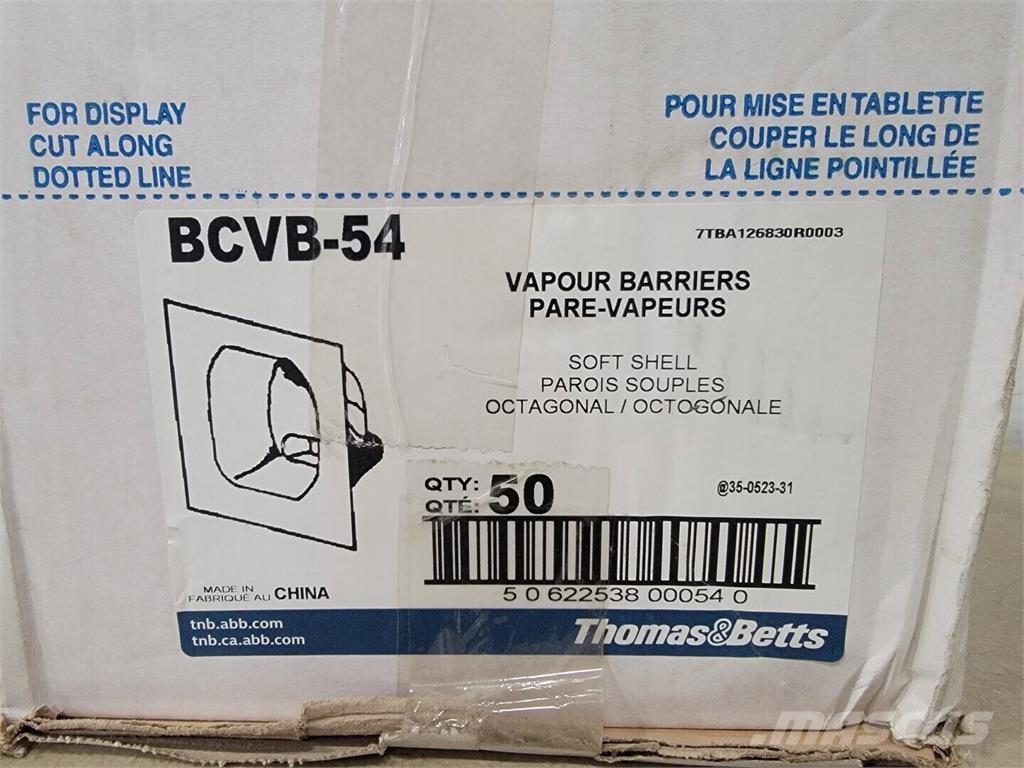 FOR DISPLAY
CUT ALONG
DOTTED LINE
POUR MISE EN TABLETTE
COUPER LE LONG DE
LA LIGNE POINTILLÉE
BCVB-54
7TBA126830R0003
VAPOUR BARRIERS
PARE-VAPEURS
SOFT SHELL
PAROIS SOUPLES
OCTAGONAL / OCTOGONALE
QTY:
QTÉ: 50
@35-0523-31
5 0 622538 00054 0
MADE IN
FABRIQUÉ AU CHINA
tnb.abb.com
tnb.ca.abb.com
Thomas&Betts
MASCUS